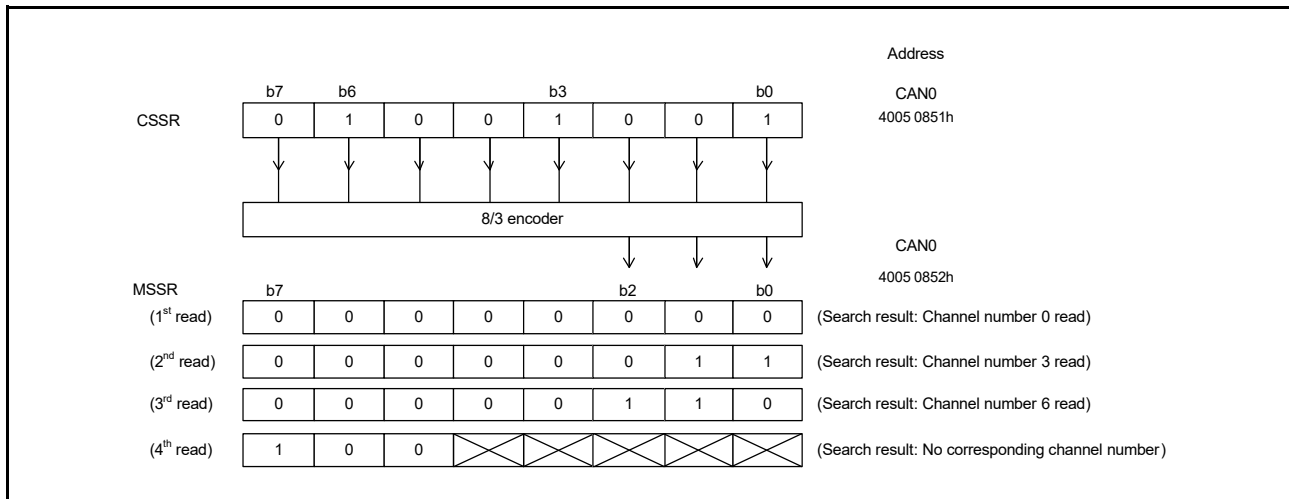 Address
b7 b6 b3 b0 CAN0
CSSR 0 1 0 0 1 0 0 1 4005 0851h
8/3 encoder
CAN0
4005 0852h
MSSR b7 b2 b0
(1st read) 0 0 0 0 0 0 0 0 (Search result: Channel number 0 read)
(2nd read) 0 0 0 0 0 0 1 1 (Search result: Channel number 3 read)
(3rd read) 0 0 0 0 0 1 1 0 (Search result: Channel number 6 read)
(4th read) 1 0 0 (Search result: No corresponding channel number)